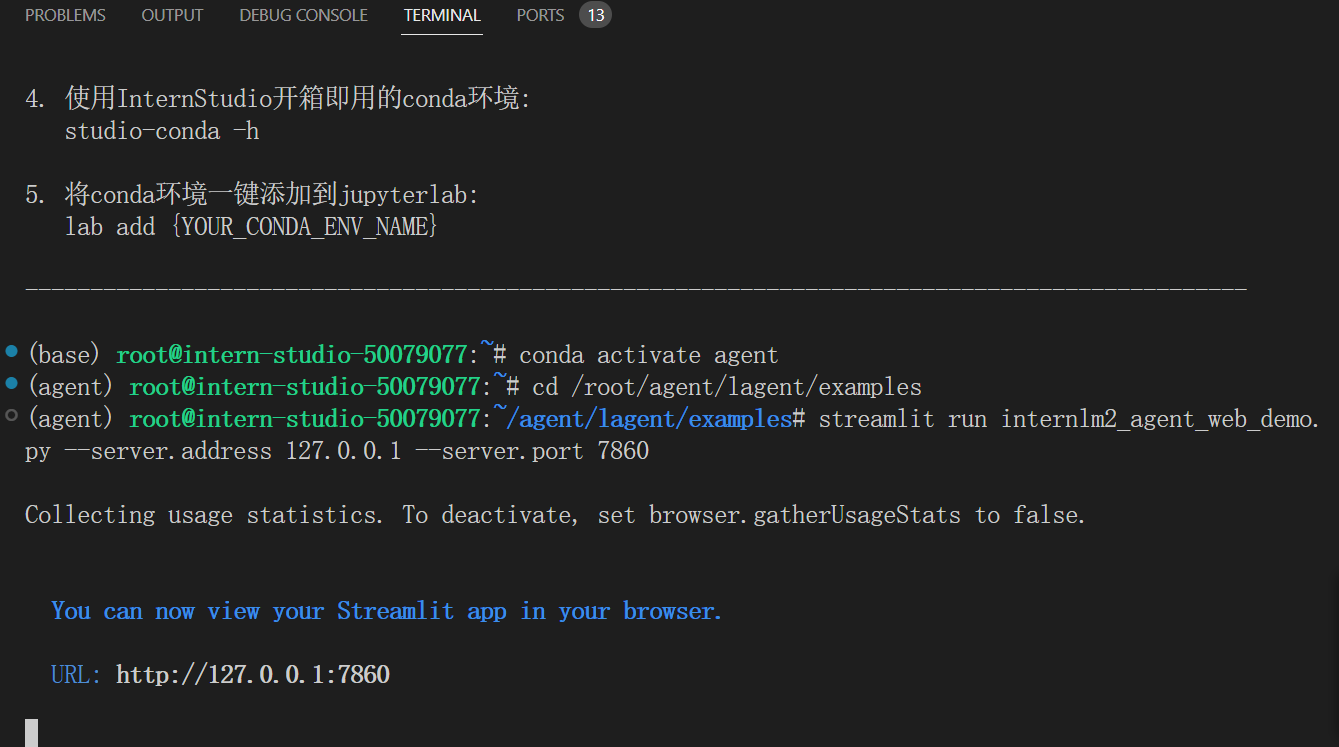 PROBLEMS OUTPUT DEBUG CONSOLE TERMINAL PORTS 13
4. 使用InternStudio开箱即用的conda环境:
studio-conda -h
5. 将conda环境一键添加到jupyterlab:
lab add {YOUR_CONDA_ENV_NAME}
----------------------------------------------------------------------------------------------
(base) root@intern-studio-50079077:~# conda activate agent
(agent) root@intern-studio-50079077:~# cd /root/agent/lagent/examples
(agent) root@intern-studio-50079077:~/agent/lagent/examples# streamlit run internlm2_agent_web_demo.
py --server.address 127.0.0.1 --server.port 7860
Collecting usage statistics. To deactivate, set browser.gatherUsageStats to false.
You can now view your Streamlit app in your browser.
URL: http://127.0.0.1:7860